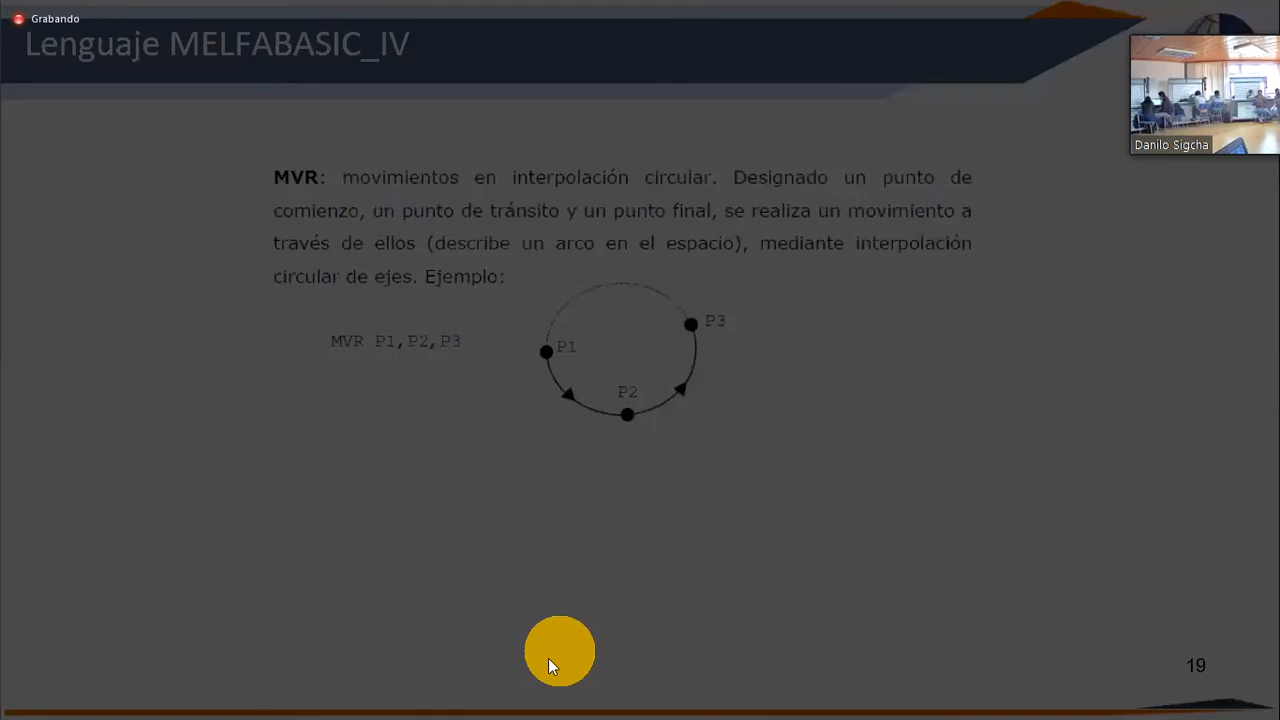 Grabando
Lenguaje MELFABASIC_IV
Danilo Sigcha
MVR: movimientos en interpolación circular. Designado un punto de
comienzo, un punto de tránsito y un punto final, se realiza un movimiento a
través de ellos (describe un arco en el espacio), mediante interpolación
circular de ejes. Ejemplo:
MVR P1,P2,P3
P1
P2
P3
19